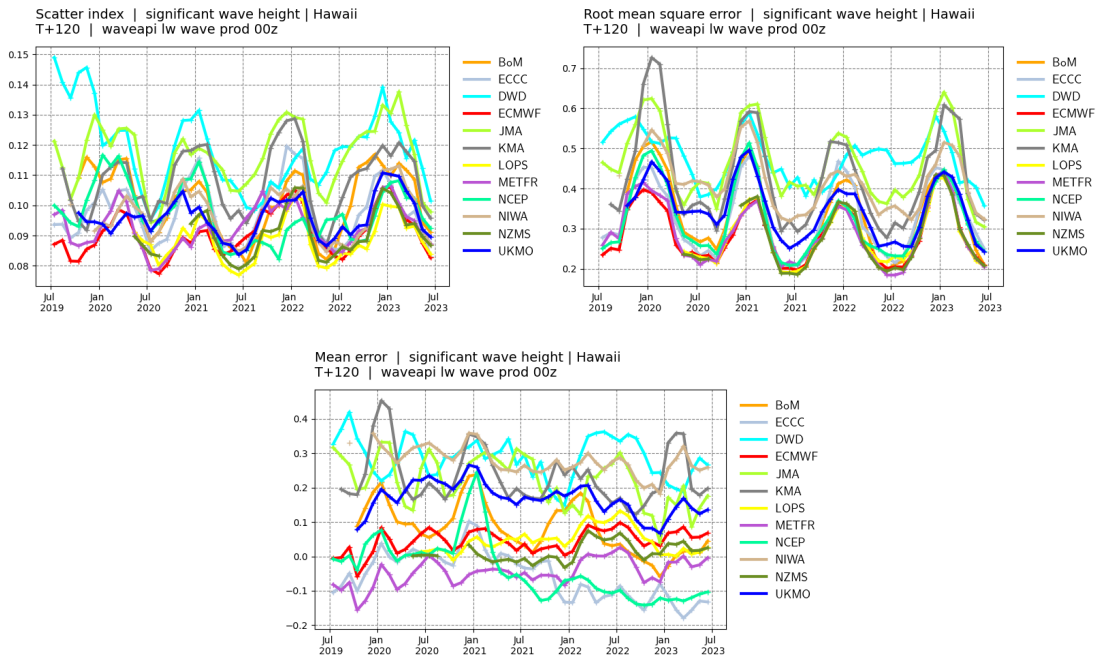 Scatter index | significant wave height | Hawaii
T+120 | waveapi lw wave prod 00z
0.15
0.14
0.13
0.12
0.11
0.10
0.09
0.08
Jul Jan Jul Jan Jul Jan Jul Jan Jul
2019 2020 2020 2021 2021 2022 2022 2023 2023
BoM
ECCC
DWD
ECMWF
JMA
KMA
LOPS
METFR
NCEP
NIWA
NZMS
UKMO
Root mean square error | significant wave height | Hawaii
T+120 | waveapi lw wave prod 00z
0.7
0.6
0.5
0.4
0.3
0.2
Jul Jan Jul Jan Jul Jan Jul Jan Jul
2019 2020 2020 2021 2021 2022 2022 2023 2023
BoM
ECCC
DWD
ECMWF
JMA
KMA
LOPS
METFR
NCEP
NIWA
NZMS
UKMO
Mean error | significant wave height | Hawaii
T+120 | waveapi lw wave prod 00z
0.4
0.3
0.2
0.1
0.0
−0.1
−0.2
Jul Jan Jul Jan Jul Jan Jul Jan Jul
2019 2020 2020 2021 2021 2022 2022 2023 2023
BoM
ECCC
DWD
ECMWF
JMA
KMA
LOPS
METFR
NCEP
NIWA
NZMS
UKMO